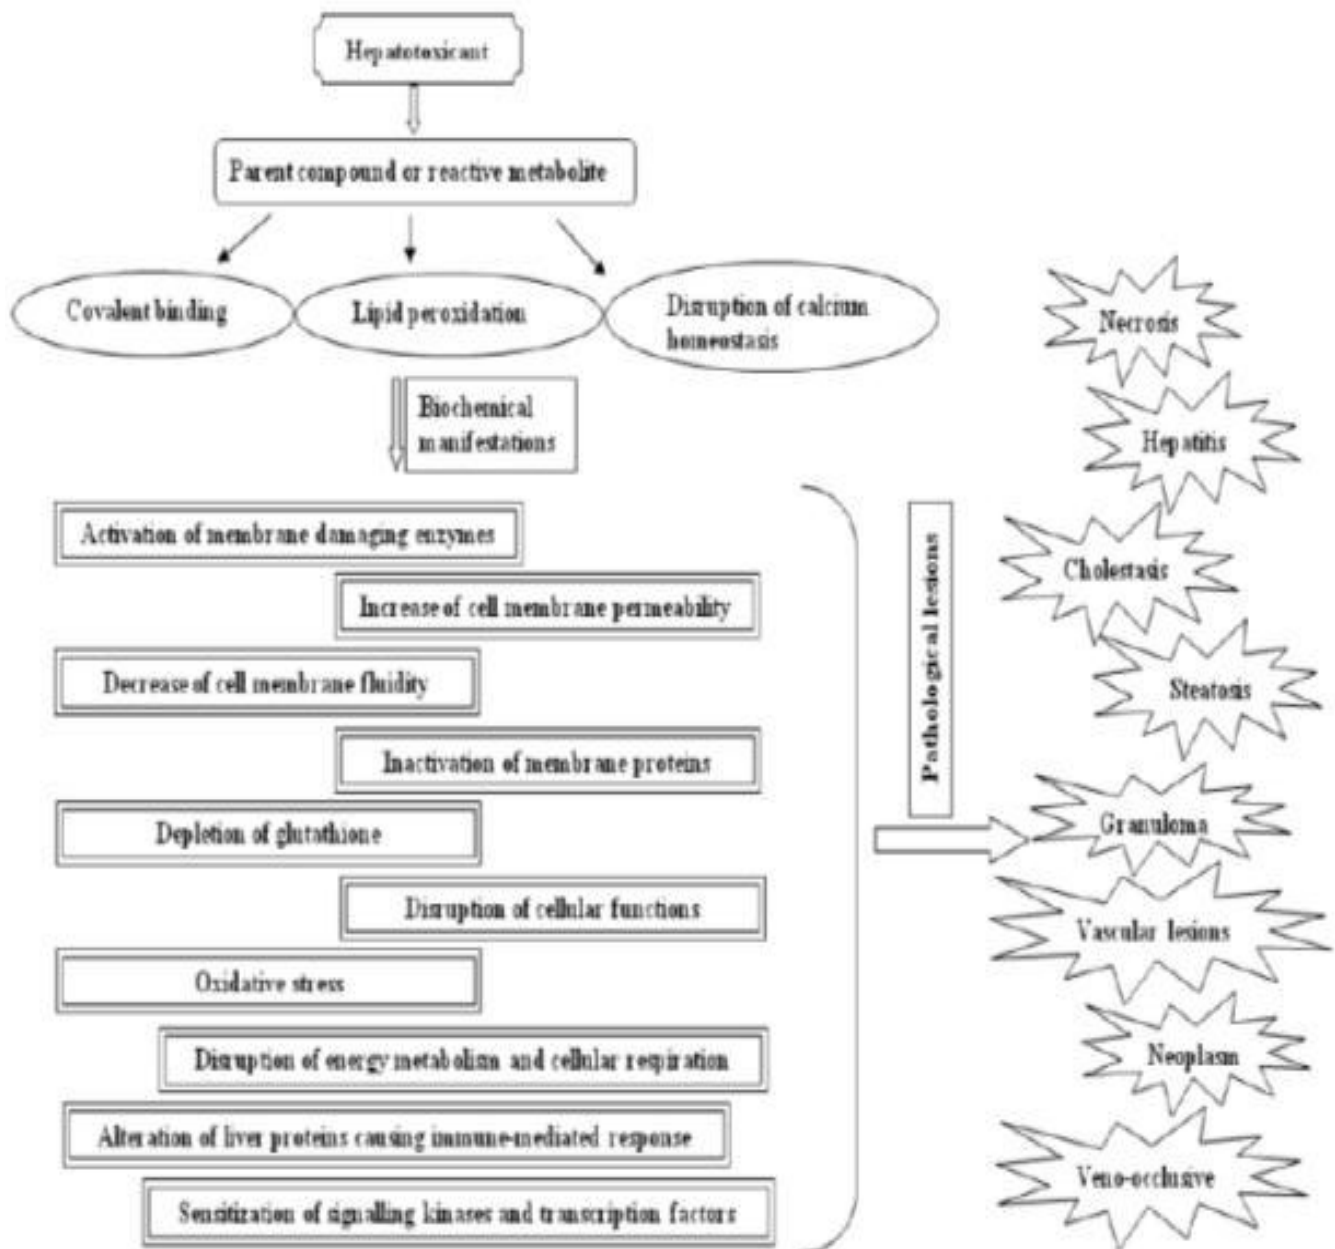 Hepatotoxicant
Parent compound or reactive metabolite
Covalent binding
Lipid peroxidation
Disruption of calcium
homeostasis
Biochemical
manifestations
Activation of membrane damaging enzymes
Increase of cell membrane permeability
Decrease of cell membrane fluidity
Inactivation of membrane proteins
Depletion of glutathione
Disruption of cellular functions
Oxidative stress
Disruption of energy metabolism and cellular respiration
Alteration of liver proteins causing immune-mediated response
Sensitization of signalling kinases and transcription factors
Pathological lesions
Necrosis
Hepatitis
Cholestasis
Steatosis
Granuloma
Vascular lesions
Neoplasm
Veno-occlusive